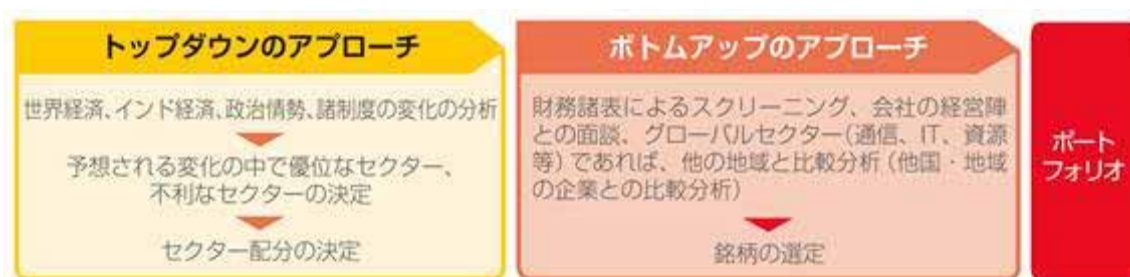 トップダウンのアプローチ
世界経済、インド経済、政治情勢、諸制度の変化の分析
予想される変化の中で優位なセクター、
不利なセクターの決定
セクター配分の決定
ボトムアップのアプローチ
財務諸表によるスクリーニング、会社の経営陣
との面談、グローバルセクター(通信、IT、資源
等)であれば、他の地域と比較分析(他国・地域
の企業との比較分析)
銘柄の選定
ポート
フォリオ